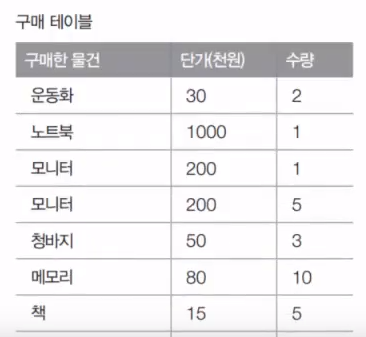 구매 테이블
구매한 물건 단가(천원) 수량
운동화 30 2
노트북 1000 1
모니터 200 1
모니터 200 5
청바지 50 3
메모리 80 10
책 15 5